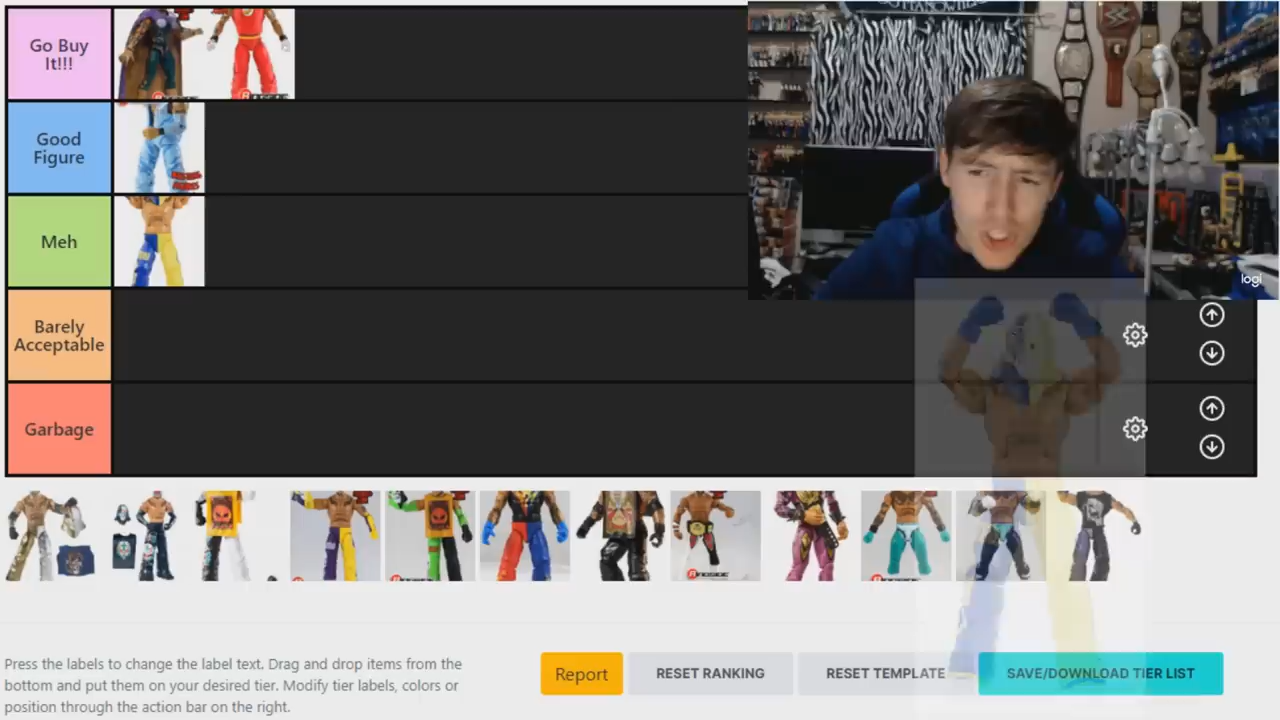 Go Buy
It!!!
Good
Figure
Meh
Barely
Acceptable
Garbage
logi
Press the labels to change the label text. Drag and drop items from the
bottom and put them on your desired tier. Modify tier labels, colors or
position through the action bar on the right.
Report
RESET RANKING
RESET TEMPLATE
SAVE/DOWNLOAD TIER LIST